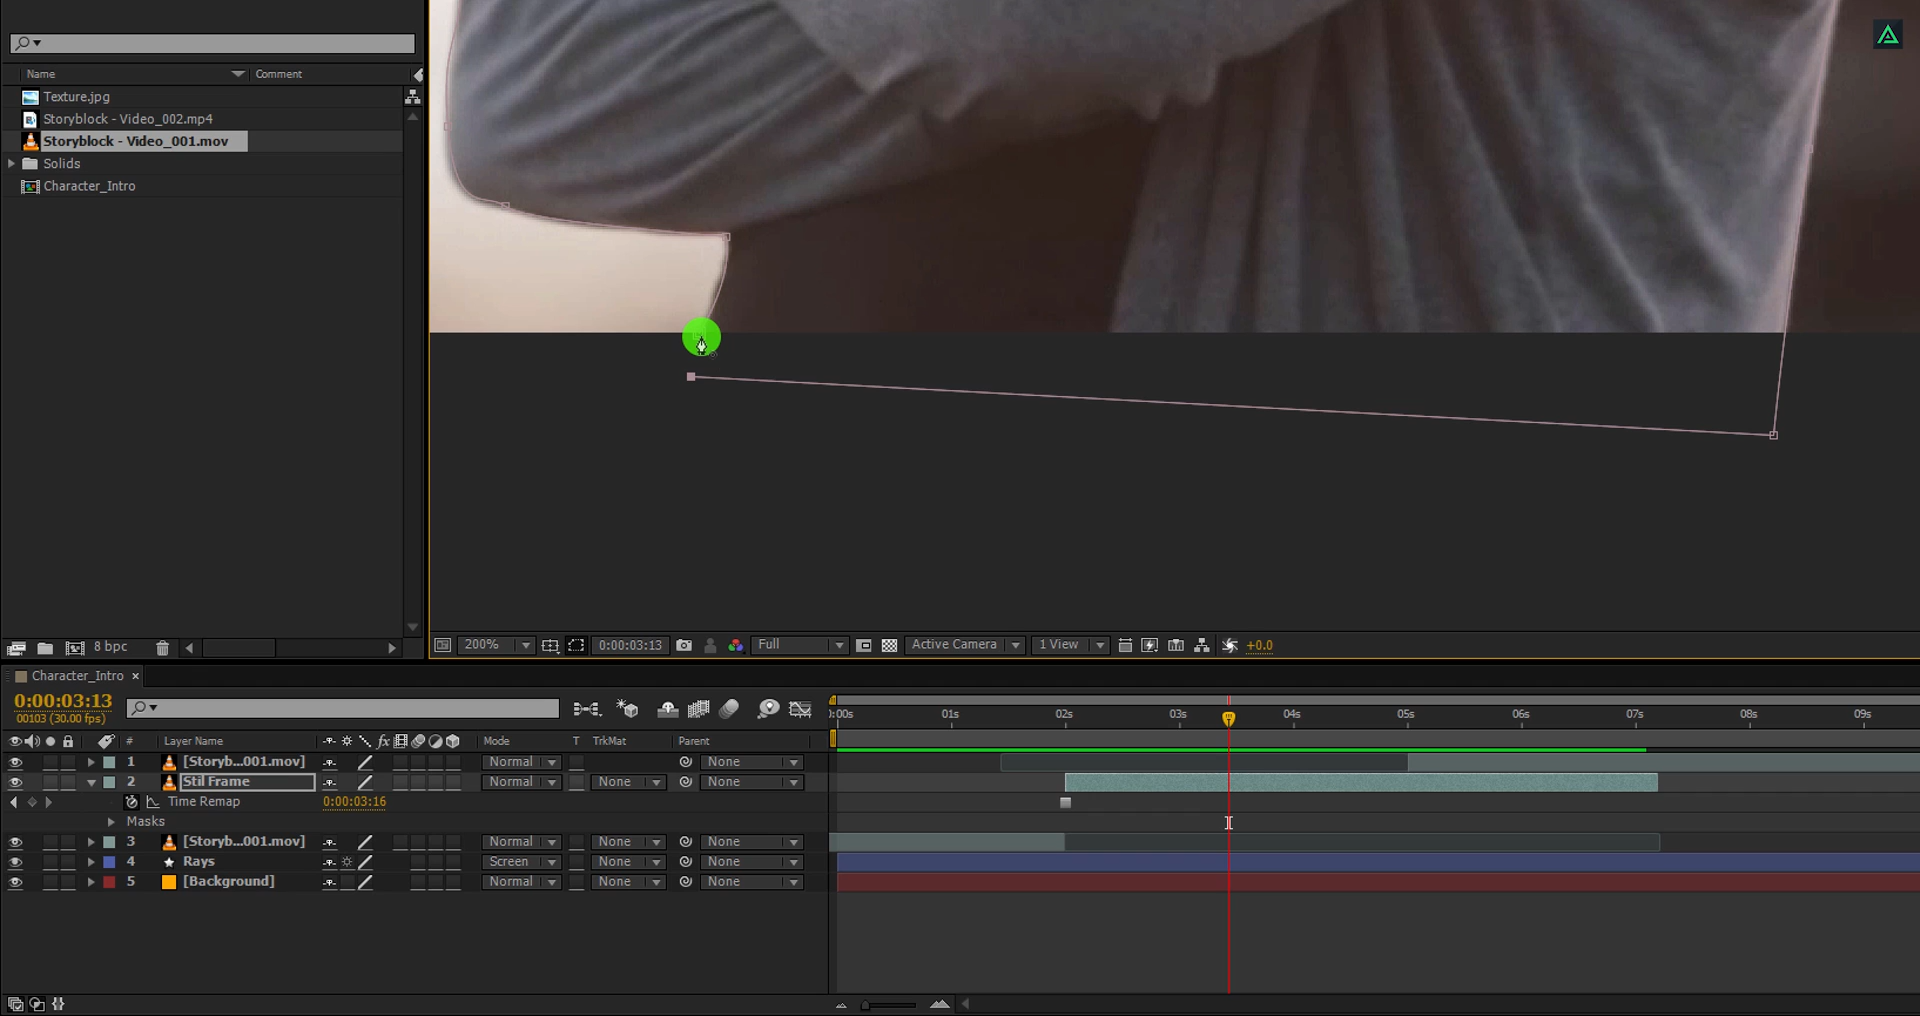 Name Comment
Texture.jpg
Storyblock - Video_002.mp4
Storyblock - Video_001.mov
Solids
Character_Intro
8 bpc
200% 0:00:03:13 Full Active Camera 1 View +0.0
Character_Intro ×
0:00:03:13
00103 (30.00 fps)
:00s 01s 02s 03s 04s 05s 06s 07s 08s 09s
# Layer Name fx Mode T TrkMat Parent
1 [Storyb...001.mov] Normal None
2 Stil Frame Normal None None
Time Remap 0:00:03:16
Masks
3 [Storyb...001.mov] Normal None None
4 Rays Screen None None
5 [Background] Normal None None